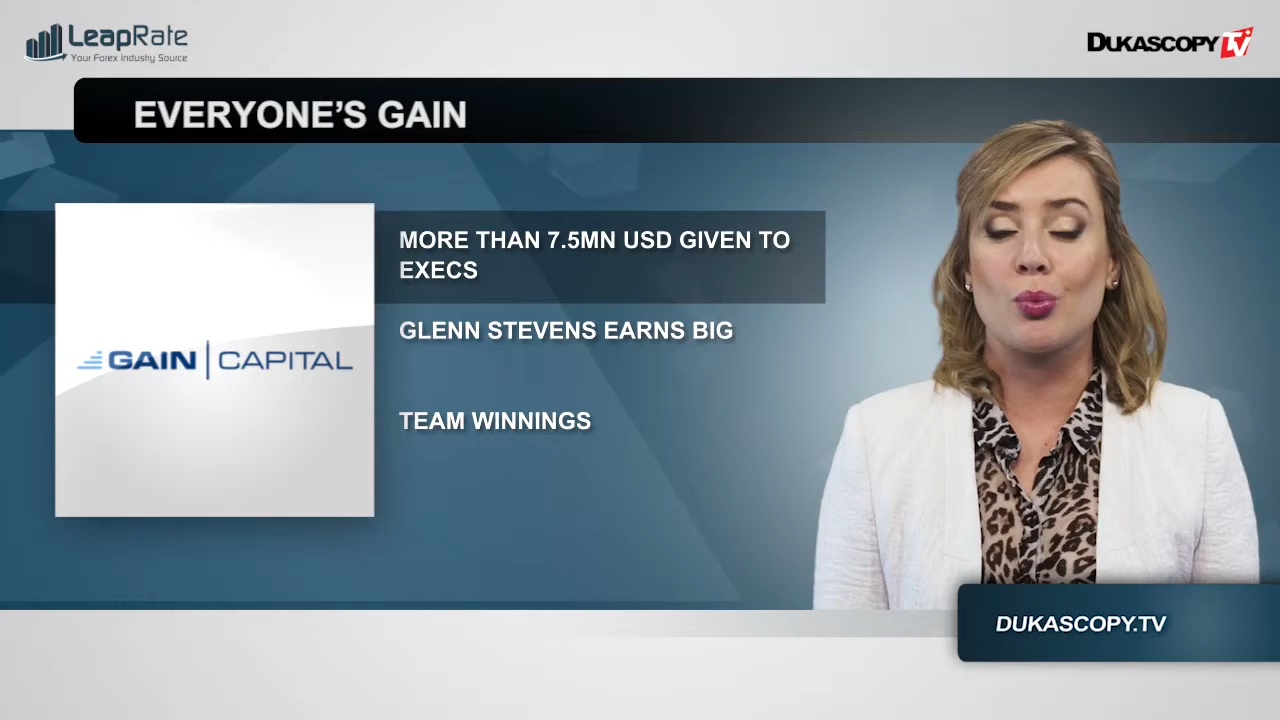 LeapRate
Your Forex Industry Source
DUKASCOPY TV
EVERYONE'S GAIN
MORE THAN 7.5MN USD GIVEN TO
EXECS
GLENN STEVENS EARNS BIG
TEAM WINNINGS
GAIN CAPITAL
DUKASCOPY.TV